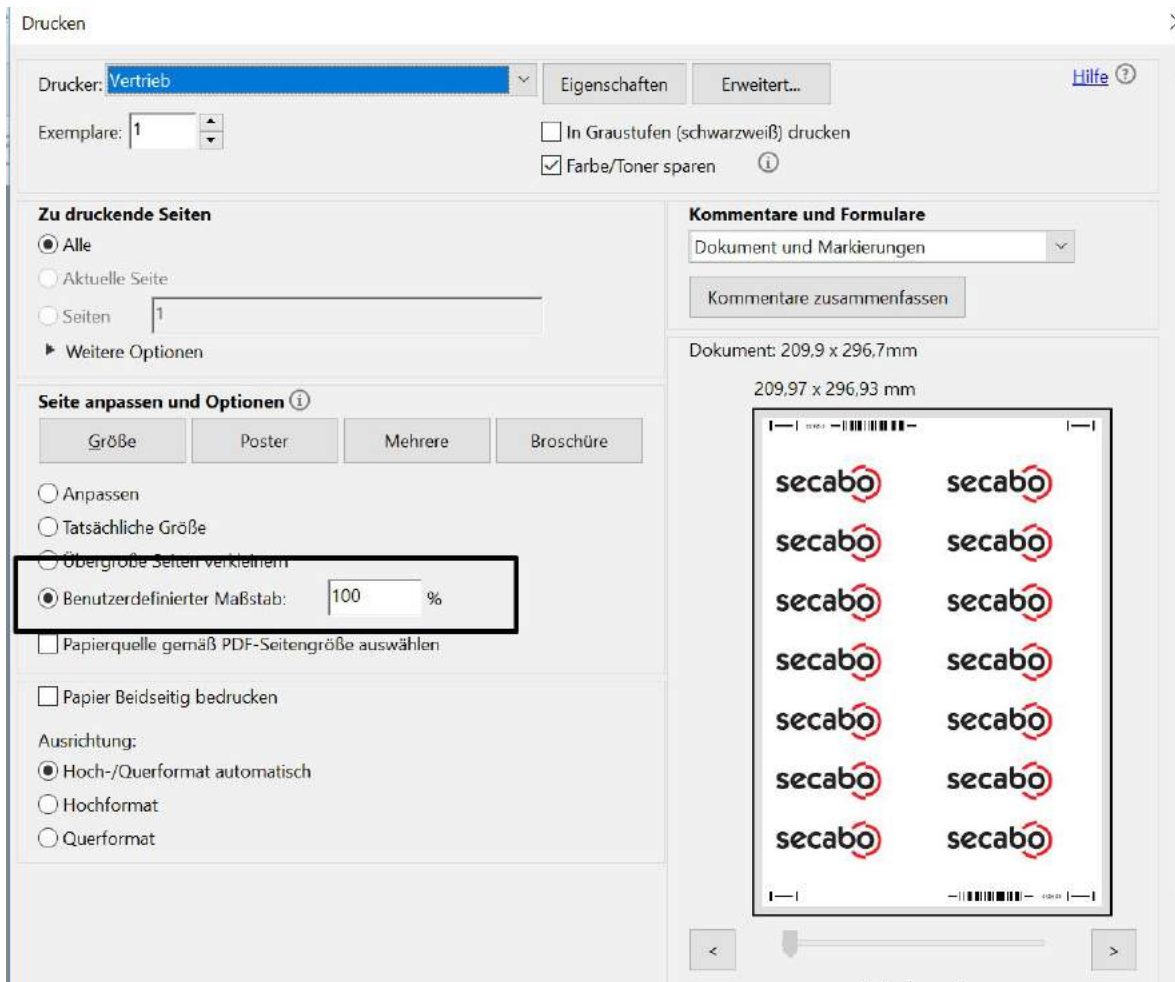 Drucken
Drucker: Vertrieb
Eigenschaften
Erweitert...
Hilfe
Exemplare: 1
In Graustufen (schwarzweiß) drucken
Farbe/Toner sparen
Zu druckende Seiten
Alle
Aktuelle Seite
Seiten 1
Weitere Optionen
Kommentare und Formulare
Dokument und Markierungen
Kommentare zusammenfassen
Seite anpassen und Optionen
Größe
Poster
Mehrere
Broschüre
Anpassen
Tatsächliche Größe
Übergroße Seiten verkleinern
Benutzerdefinierter Maßstab: 100 %
Papierquelle gemäß PDF-Seitengröße auswählen
Papier Beidseitig bedrucken
Ausrichtung:
Hoch-/Querformat automatisch
Hochformat
Querformat
Dokument: 209,9 x 296,7mm
209,97 x 296,93 mm
secabo secabo
secabo secabo
secabo secabo
secabo secabo
secabo secabo
secabo secabo
secabo secabo
< >